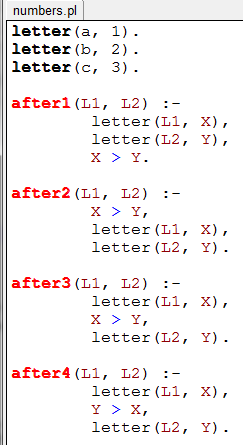 numbers.pl
letter(a, 1).
letter(b, 2).
letter(c, 3).
after1(L1, L2) :-
letter(L1, X),
letter(L2, Y),
X > Y.
after2(L1, L2) :-
X > Y,
letter(L1, X),
letter(L2, Y).
after3(L1, L2) :-
letter(L1, X),
X > Y,
letter(L2, Y).
after4(L1, L2) :-
letter(L1, X),
Y > X,
letter(L2, Y).